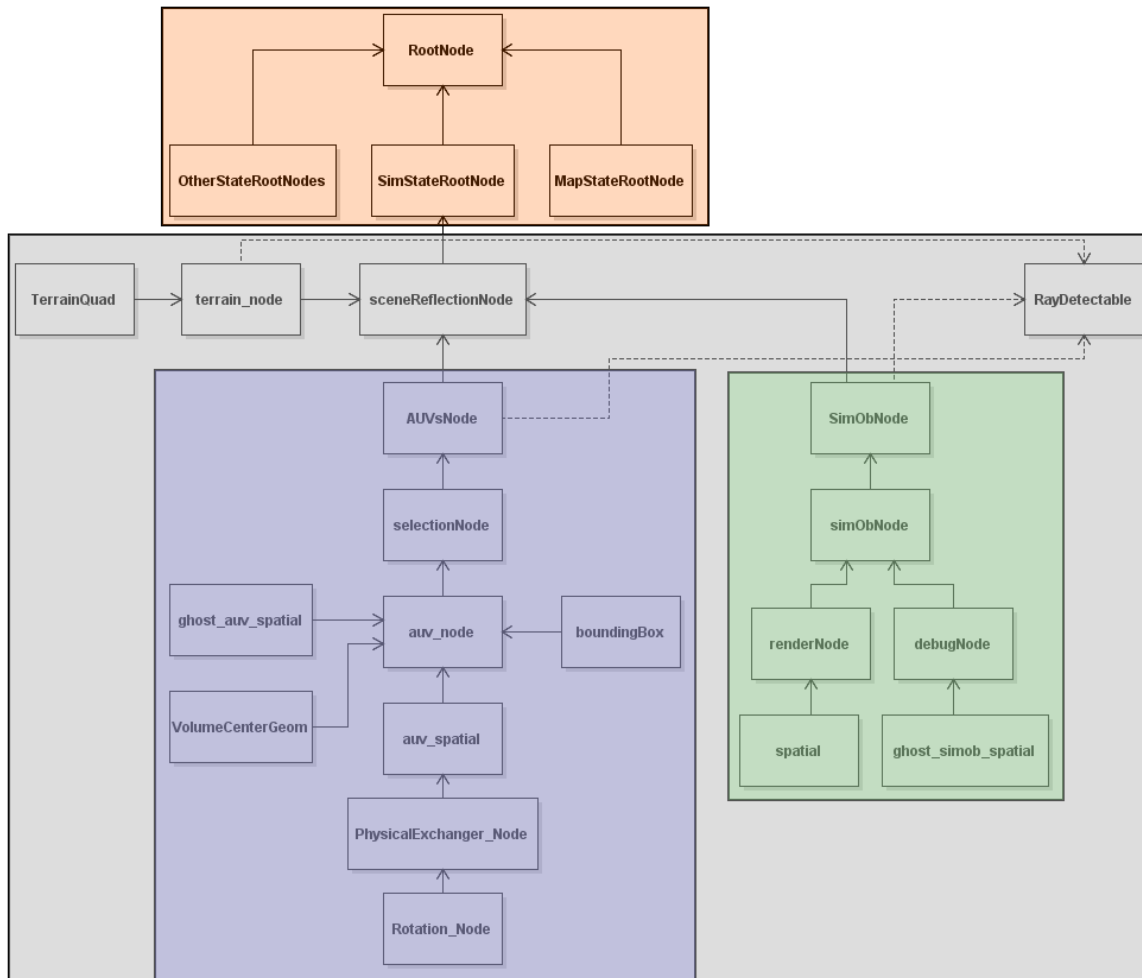 RootNode
OtherStateRootNodes
SimStateRootNode
MapStateRootNode
TerrainQuad
terrain_node
sceneReflectionNode
RayDetectable
AUVsNode
SimObNode
selectionNode
simObNode
ghost_auv_spatial
auv_node
boundingBox
renderNode
debugNode
VolumeCenterGeom
auv_spatial
spatial
ghost_simob_spatial
PhysicalExchanger_Node
Rotation_Node